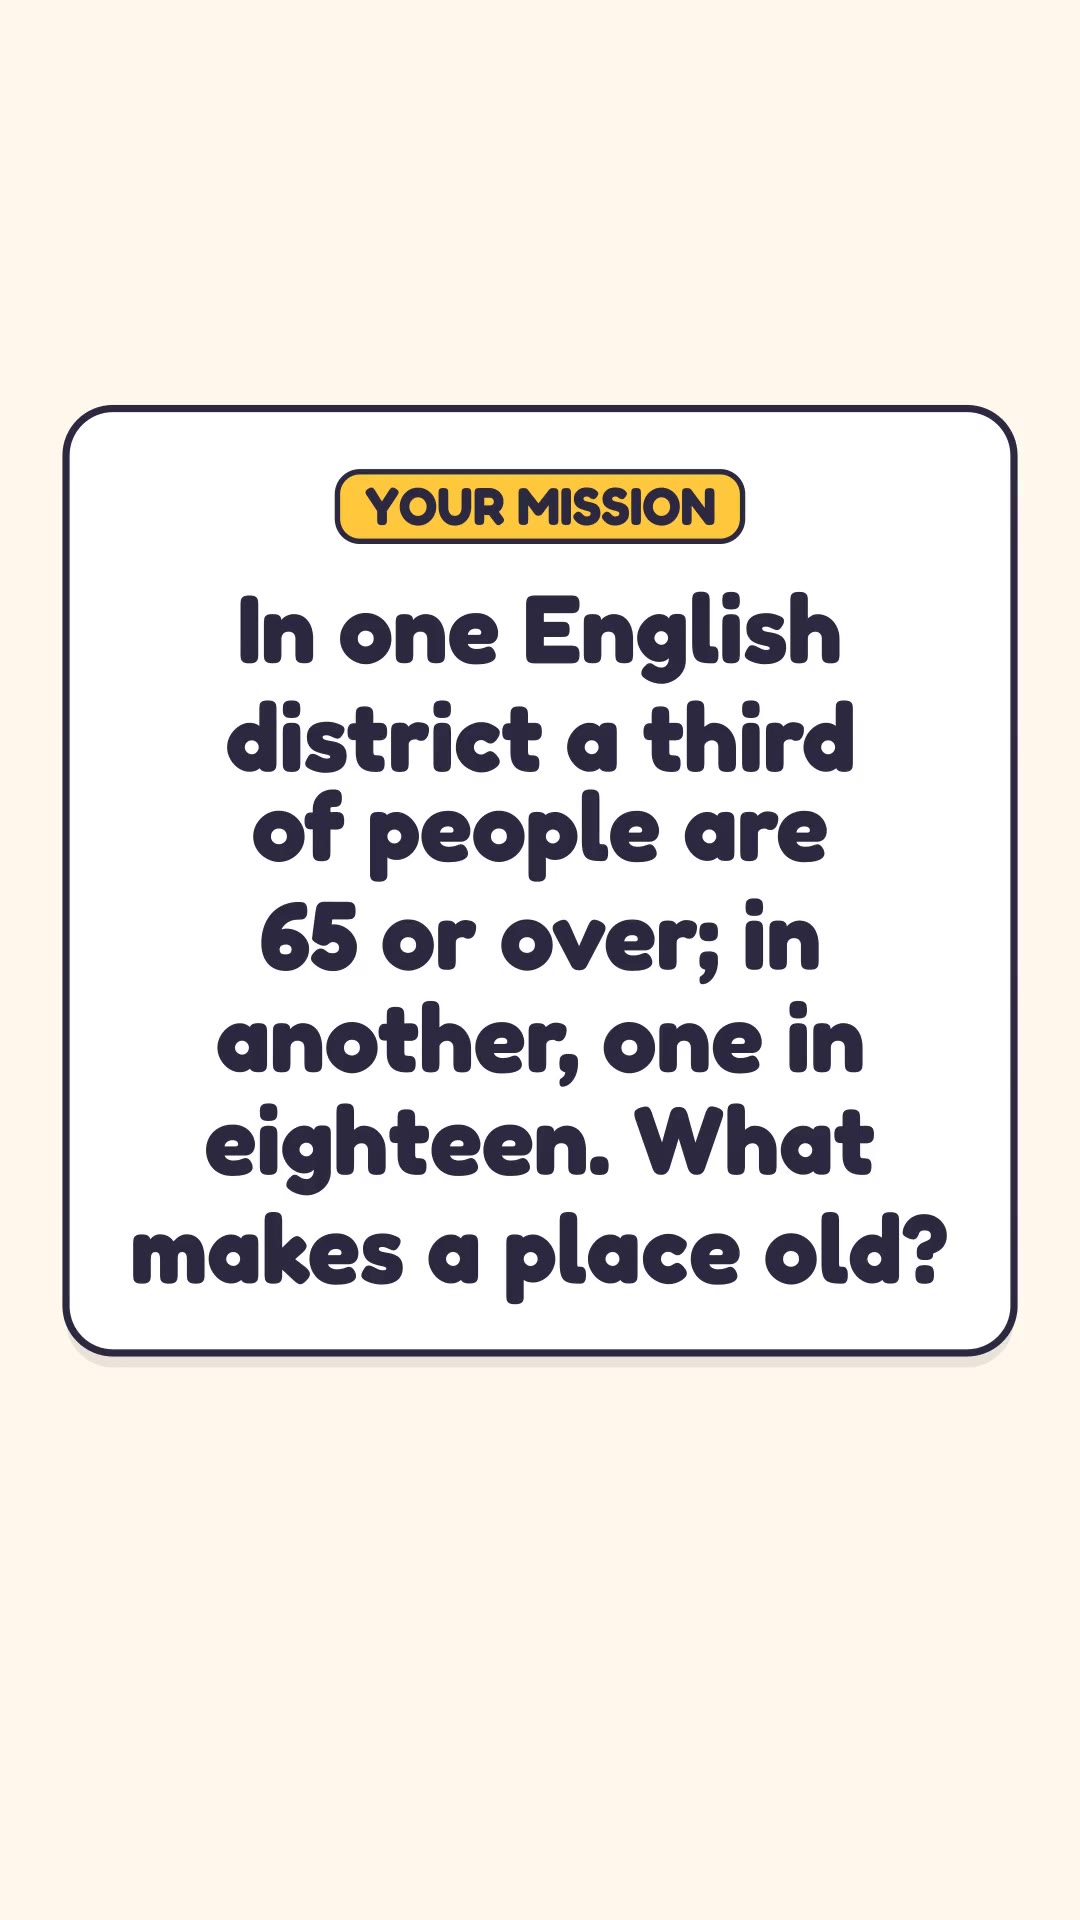 YOUR MISSION
In one English
district a third
of people are
65 or over; in
another, one in
eighteen. What
makes a place old?